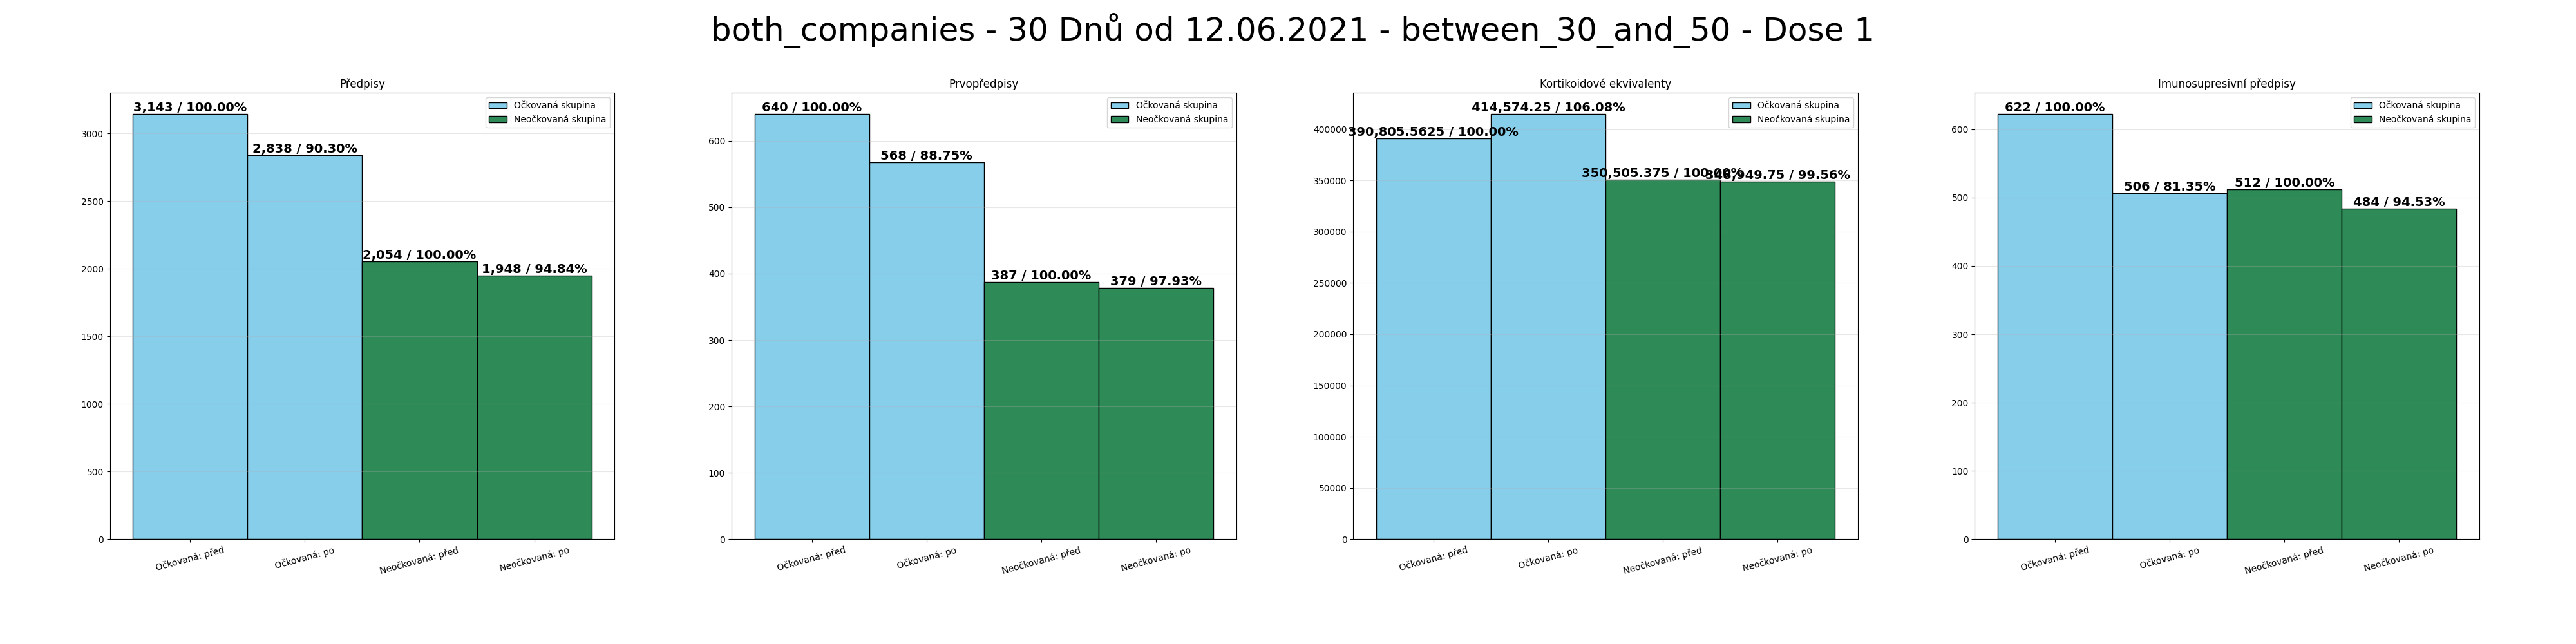 both_companies - 30 Dnů od 12.06.2021 - between_30_and_50 - Dose 1
Předpisy
3,143 / 100.00%
2,838 / 90.30%
2,054 / 100.00%
1,948 / 94.84%
Očkovaná skupina
Neočkovaná skupina
3000
2500
2000
1500
1000
500
0
Očkovaná: před
Očkovaná: po
Neočkovaná: před
Neočkovaná: po
Prvopředpisy
640 / 100.00%
568 / 88.75%
387 / 100.00%
379 / 97.93%
Očkovaná skupina
Neočkovaná skupina
600
500
400
300
200
100
0
Očkovaná: před
Očkovaná: po
Neočkovaná: před
Neočkovaná: po
Kortikoidové ekvivalenty
390,805.5625 / 100.00%
414,574.25 / 106.08%
350,505.375 / 100.00%
348,949.75 / 99.56%
Očkovaná skupina
Neočkovaná skupina
400000
350000
300000
250000
200000
150000
100000
50000
0
Očkovaná: před
Očkovaná: po
Neočkovaná: před
Neočkovaná: po
Imunosupresivní předpisy
622 / 100.00%
506 / 81.35%
512 / 100.00%
484 / 94.53%
Očkovaná skupina
Neočkovaná skupina
600
500
400
300
200
100
0
Očkovaná: před
Očkovaná: po
Neočkovaná: před
Neočkovaná: po